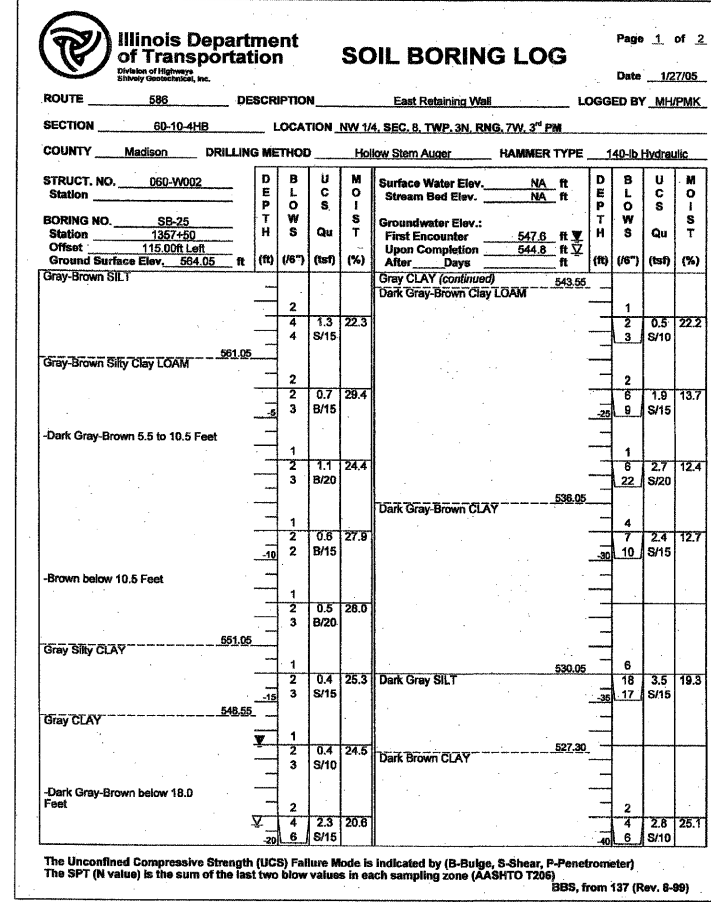 Illinois Department
of Transportation
Division of Highways
Shively Geotechnical, Inc.
SOIL BORING LOG
Page 1 of 2
Date 1/27/05
ROUTE 586 DESCRIPTION East Retaining Wall LOGGED BY MH/PMK
SECTION 60-10-4HB LOCATION NW 1/4, SEC. 8, TWP. 3N, RNG. 7W, 3rd PM
COUNTY Madison DRILLING METHOD Hollow Stem Auger HAMMER TYPE 140-lb Hydraulic
STRUCT. NO. 060-W002
Station
BORING NO. SB-25
Station 1357+50
Offset 115.00ft Left
Ground Surface Elev. 564.05 ft
DEPTH (ft)
BLOWS (/6")
UCS Qu (tsf)
MOIST (%)
Gray-Brown SILT
2
4 1.3 22.3
4 S/15
561.05
Gray-Brown Silty Clay LOAM
2
2 0.7 29.4
-5 3 B/15
-Dark Gray-Brown 5.5 to 10.5 Feet
1
2 1.1 24.4
3 B/20
1
2 0.6 27.9
-10 2 B/15
-Brown below 10.5 Feet
1
2 0.5 28.0
3 B/20
551.05
Gray Silty CLAY
1
2 0.4 25.3
-15 3 S/15
548.55
Gray CLAY
1
2 0.4 24.5
3 S/10
-Dark Gray-Brown below 18.0
Feet
2
4 2.3 20.6
-20 6 S/15
Surface Water Elev. NA ft
Stream Bed Elev. NA ft
Groundwater Elev.:
First Encounter 547.6 ft
Upon Completion 544.8 ft
After Days ft
DEPTH (ft)
BLOWS (/6")
UCS Qu (tsf)
MOIST (%)
Gray CLAY (continued) 543.55
Dark Gray-Brown Clay LOAM
1
2 0.5 22.2
3 S/10
2
6 1.9 13.7
-25 9 S/15
1
6 2.7 12.4
22 S/20
536.05
Dark Gray-Brown CLAY
4
7 2.4 12.7
-30 10 S/15
530.05
6
Dark Gray SILT 18 3.5 19.3
-35 17 S/15
527.30
Dark Brown CLAY
2
4 2.8 25.1
-40 6 S/10
The Unconfined Compressive Strength (UCS) Failure Mode is indicated by (B-Bulge, S-Shear, P-Penetrometer)
The SPT (N value) is the sum of the last two blow values in each sampling zone (AASHTO T206)
BBS, from 137 (Rev. 8-99)